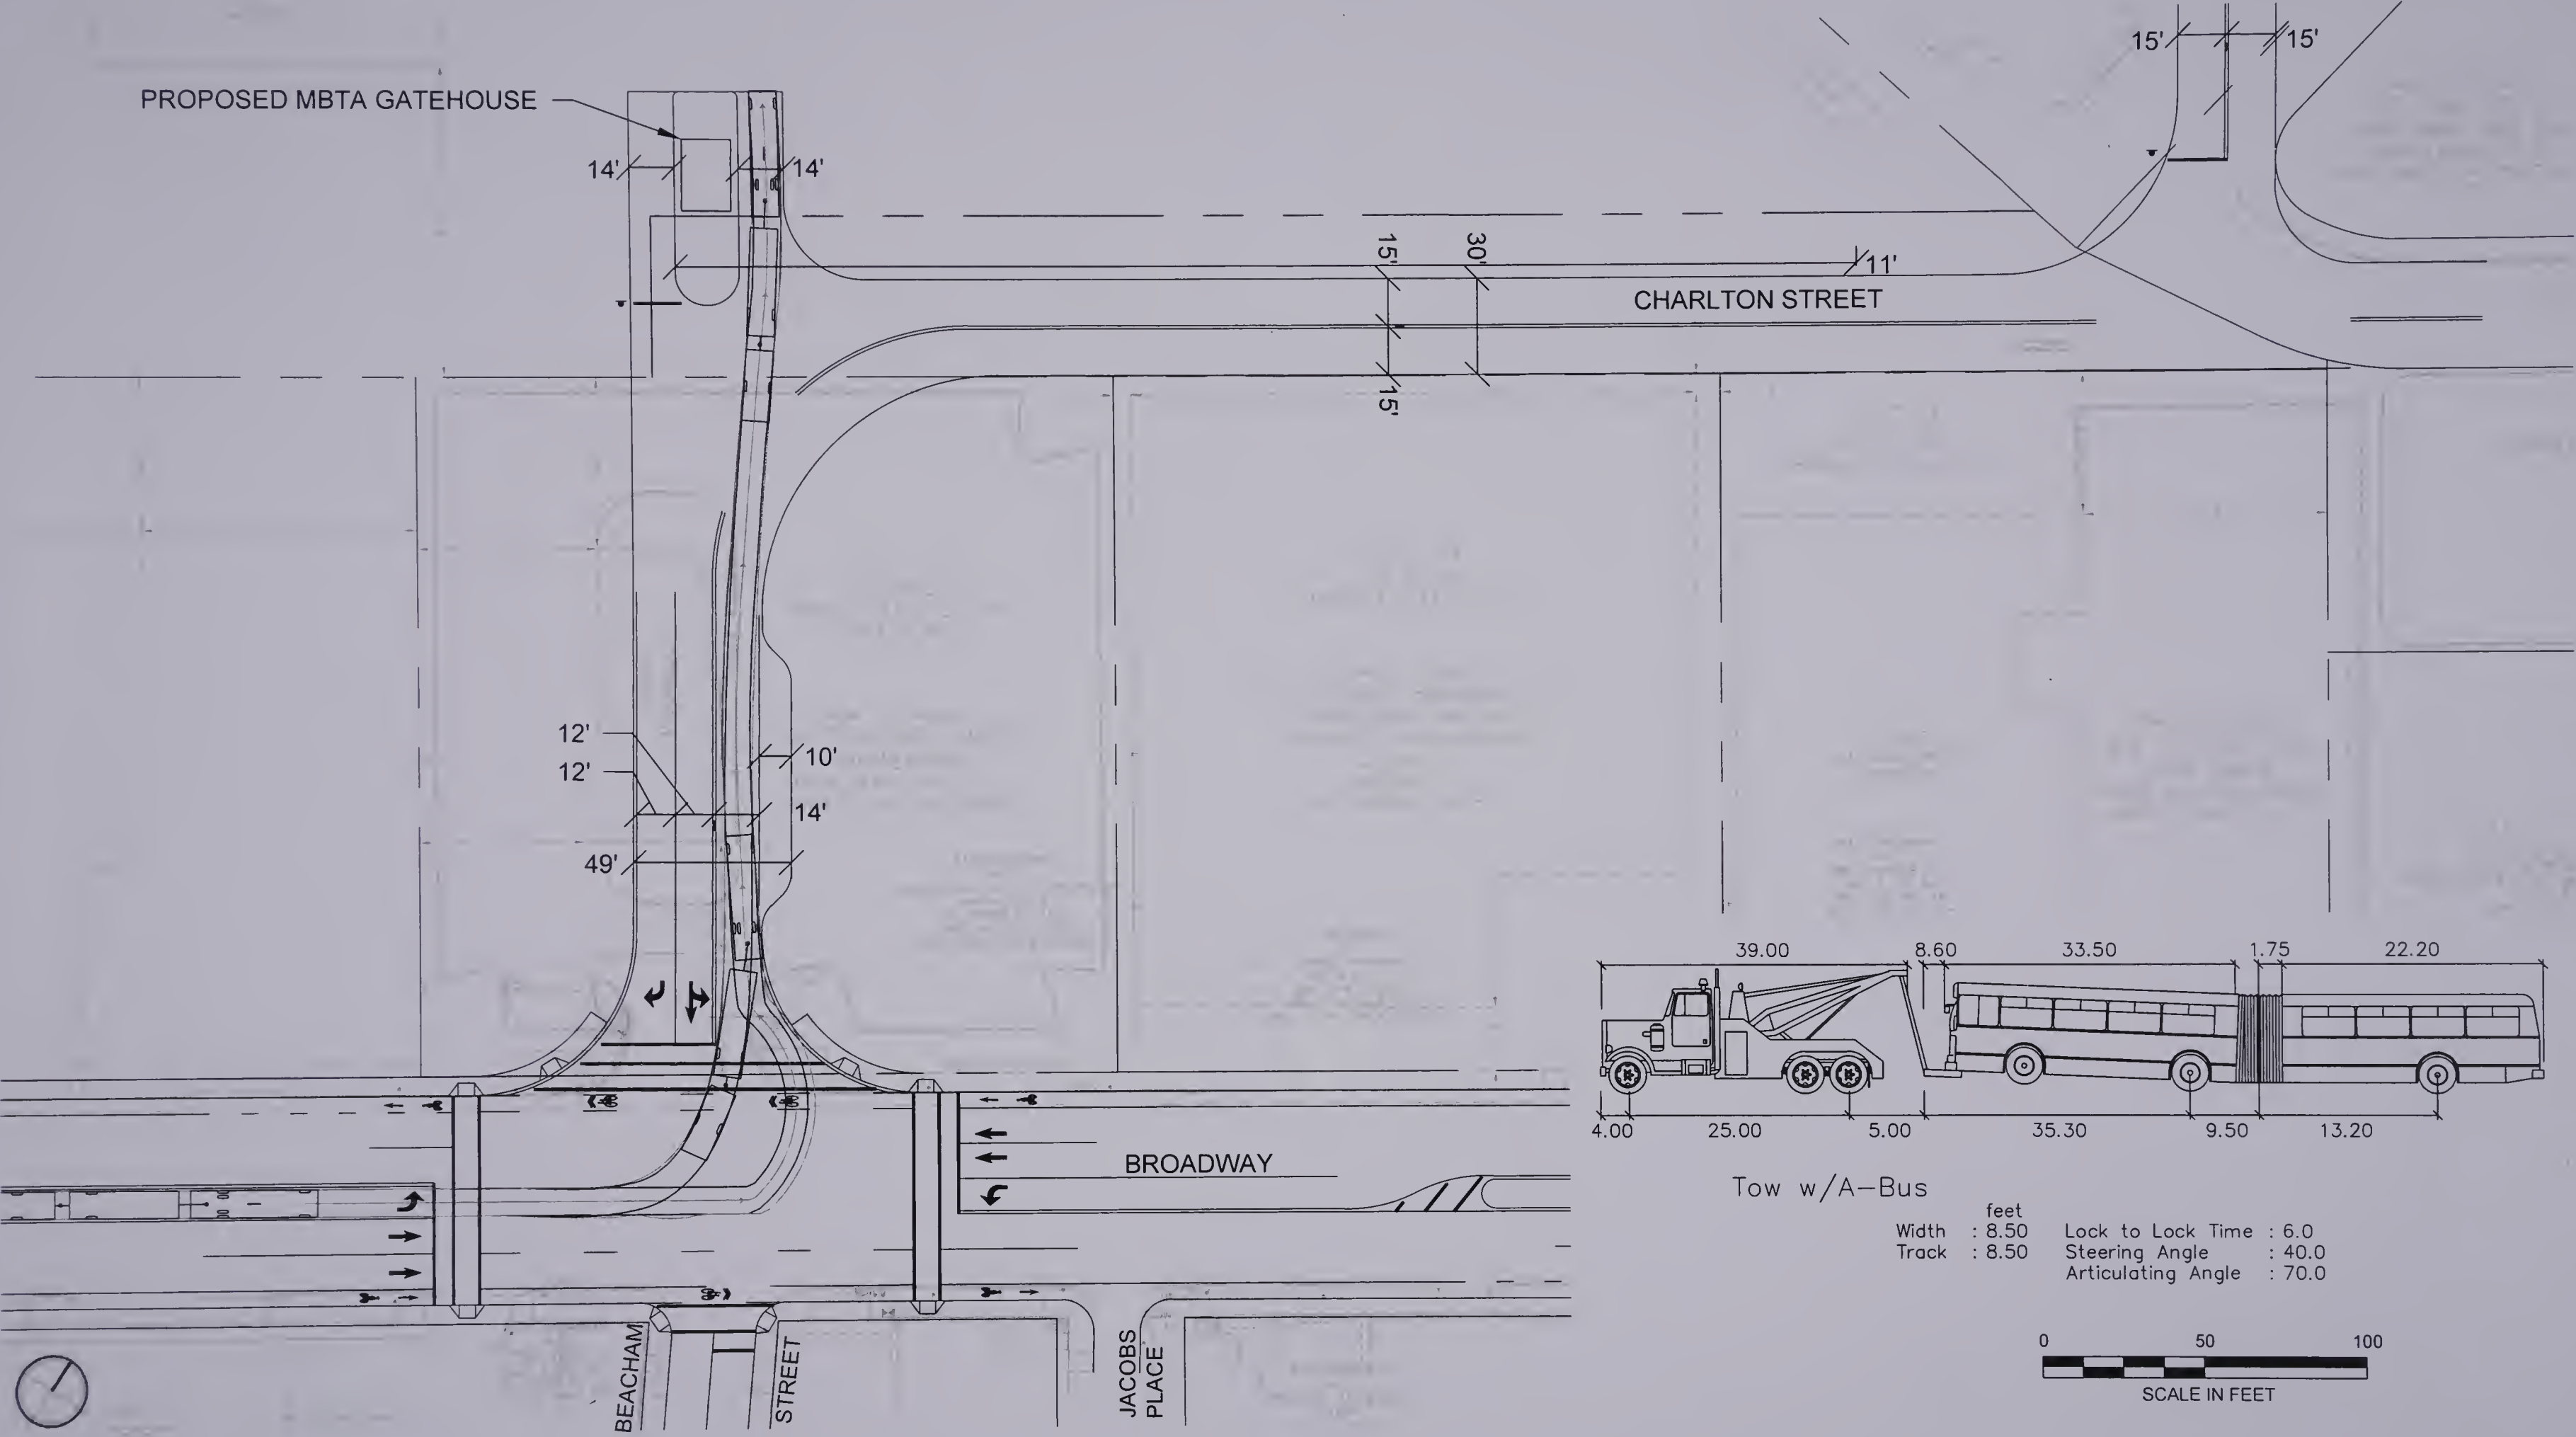 15'
15'
PROPOSED MBTA GATEHOUSE
14'
14'
15'
30'
11'
CHARLTON STREET
15'
12'
12'
10'
14'
49'
39.00
8.60
33.50
1.75
22.20
4.00
25.00
5.00
35.30
9.50
13.20
BROADWAY
Tow w/A-Bus
feet
Width : 8.50
Track : 8.50
Lock to Lock Time : 6.0
Steering Angle : 40.0
Articulating Angle : 70.0
BEACHAM
STREET
JACOBS
PLACE
0 50 100
SCALE IN FEET